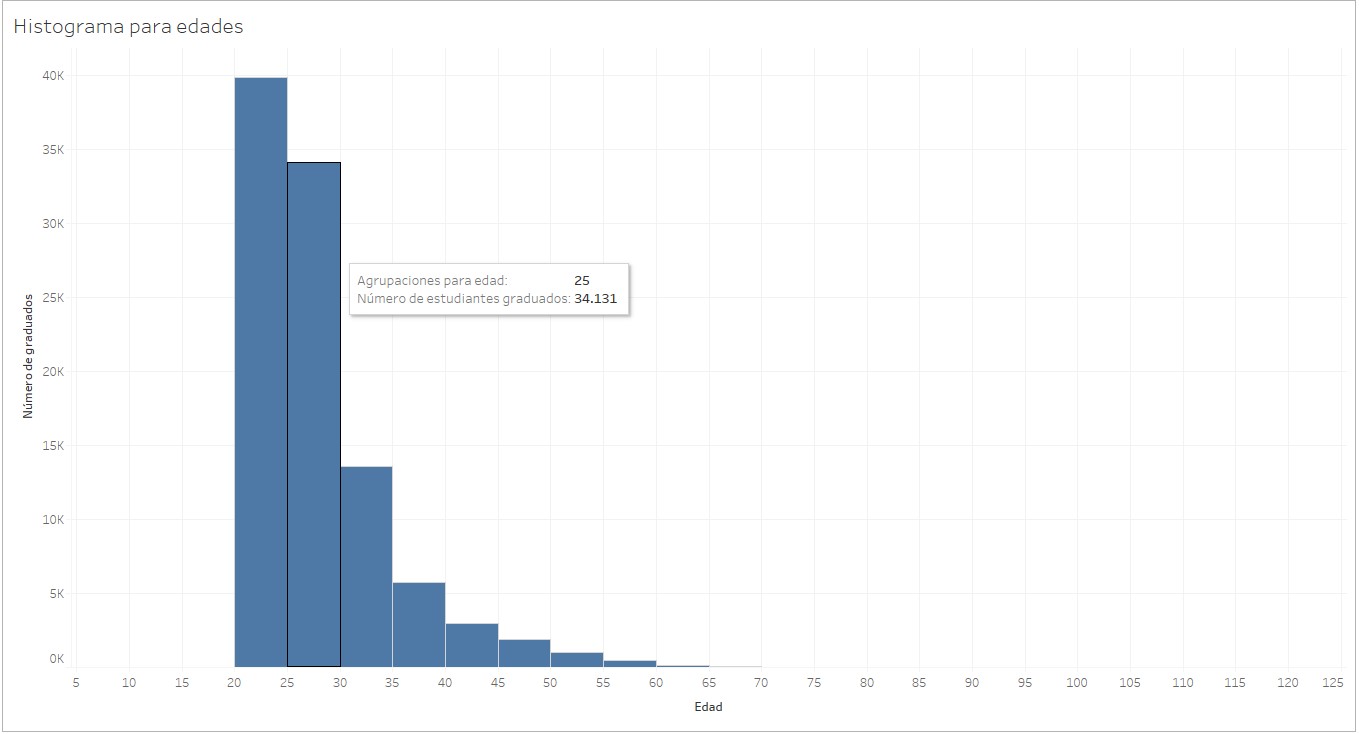 Histograma para edades
40K
35K
30K
25K
20K
15K
10K
5K
0K
Número de graduados
Agrupaciones para edad: 25
Número de estudiantes graduados: 34.131
5 10 15 20 25 30 35 40 45 50 55 60 65 70 75 80 85 90 95 100 105 110 115 120 125
Edad